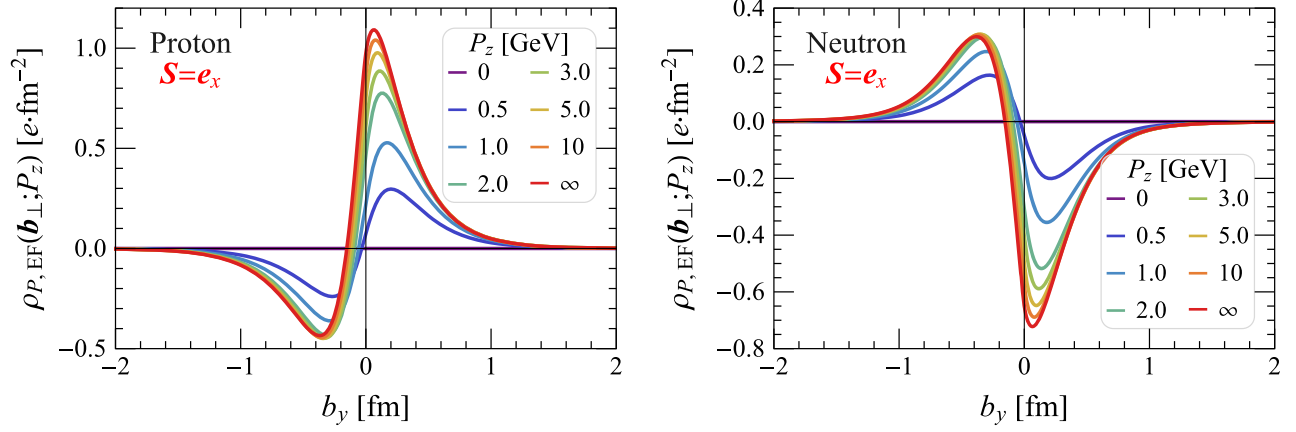 Proton
S=e_x
P_z [GeV]
0 3.0
0.5 5.0
1.0 10
2.0 ∞
1.0
0.5
0.0
−0.5
−2 −1 0 1 2
b_y [fm]
ρ_{P,EF}(b_⊥;P_z) [e·fm^{−2}]
Neutron
S=e_x
P_z [GeV]
0 3.0
0.5 5.0
1.0 10
2.0 ∞
0.4
0.2
0.0
−0.2
−0.4
−0.6
−0.8
−2 −1 0 1 2
b_y [fm]
ρ_{P,EF}(b_⊥;P_z) [e·fm^{−2}]